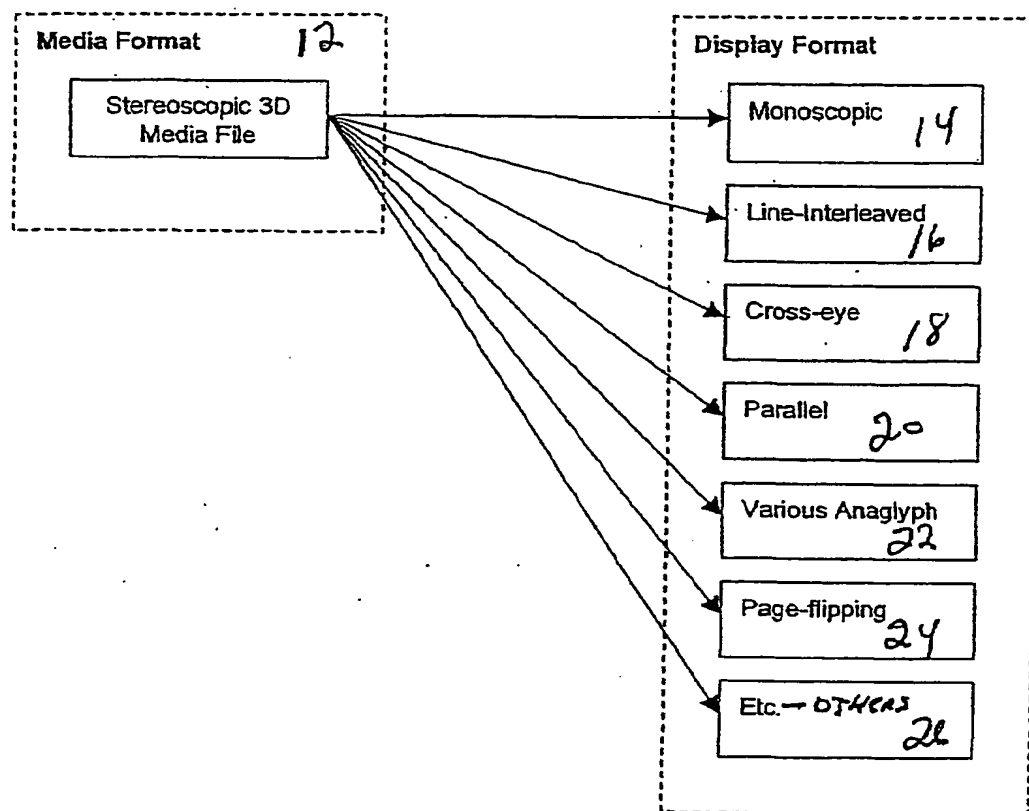 Media Format 12
Stereoscopic 3D
Media File
Display Format
Monoscopic
14
Line-Interleaved
16
Cross-eye
18
Parallel
20
Various Anaglyph
22
Page-flipping
24
Etc. – OTHERS
26